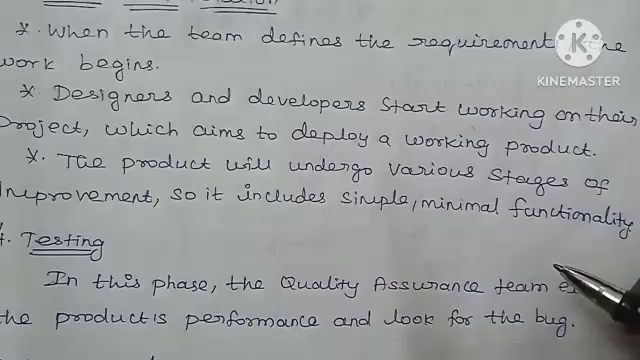 *. When the team defines the requirement
work begins.
* Designers and developers start working on their
project, which aims to deploy a working product.
*. The product will undergo various stages of
improvement, so it includes simple, minimal functionality
4. Testing
In this phase, the Quality Assurance team
the product's performance and look for the bug.
KINEMASTER